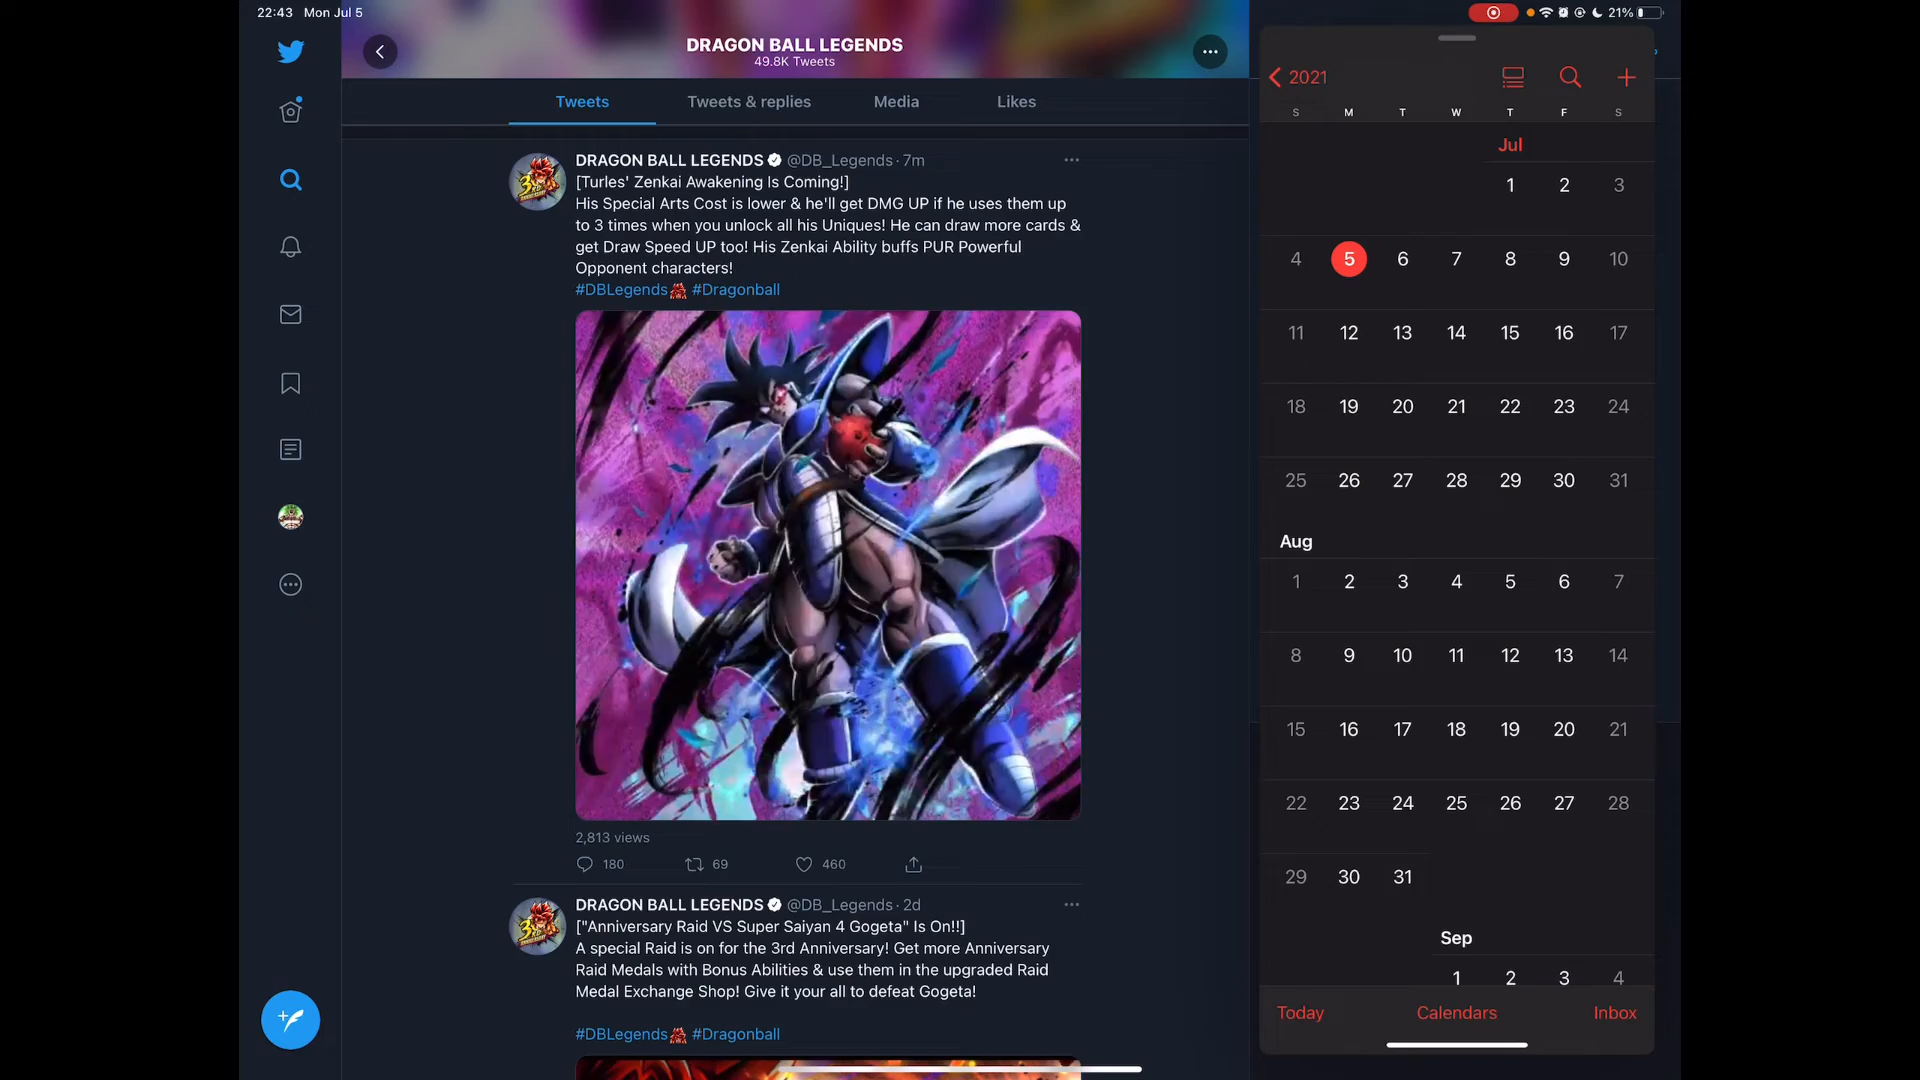 22:43 Mon Jul 5
21%
DRAGON BALL LEGENDS
49.8K Tweets
Tweets
Tweets & replies
Media
Likes
DRAGON BALL LEGENDS @DB_Legends · 7m
[Turles' Zenkai Awakening Is Coming!]
His Special Arts Cost is lower & he'll get DMG UP if he uses them up
to 3 times when you unlock all his Uniques! He can draw more cards &
get Draw Speed UP too! His Zenkai Ability buffs PUR Powerful
Opponent characters!
#DBLegends #Dragonball
2,813 views
180 69 460
DRAGON BALL LEGENDS @DB_Legends · 2d
["Anniversary Raid VS Super Saiyan 4 Gogeta" Is On!!]
A special Raid is on for the 3rd Anniversary! Get more Anniversary
Raid Medals with Bonus Abilities & use them in the upgraded Raid
Medal Exchange Shop! Give it your all to defeat Gogeta!
#DBLegends #Dragonball
2021
S M T W T F S
Jul
1 2 3
4 5 6 7 8 9 10
11 12 13 14 15 16 17
18 19 20 21 22 23 24
25 26 27 28 29 30 31
Aug
1 2 3 4 5 6 7
8 9 10 11 12 13 14
15 16 17 18 19 20 21
22 23 24 25 26 27 28
29 30 31
Sep
1 2 3 4
Today Calendars Inbox